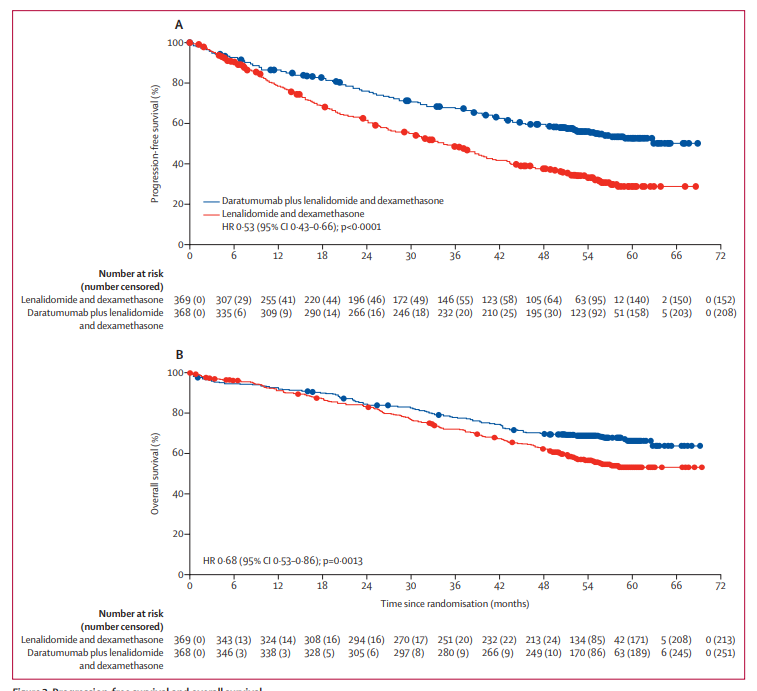 A
100
80
60
40
20
0
Progression-free survival (%)
Daratumumab plus lenalidomide and dexamethasone
Lenalidomide and dexamethasone
HR 0·53 (95% CI 0·43–0·66); p<0·0001
0 6 12 18 24 30 36 42 48 54 60 66 72
Number at risk
(number censored)
Lenalidomide and dexamethasone 369 (0) 307 (29) 255 (41) 220 (44) 196 (46) 172 (49) 146 (55) 123 (58) 105 (64) 63 (95) 12 (140) 2 (150) 0 (152)
Daratumumab plus lenalidomide 368 (0) 335 (6) 309 (9) 290 (14) 266 (16) 246 (18) 232 (20) 210 (25) 195 (30) 123 (92) 51 (158) 5 (203) 0 (208)
and dexamethasone
B
100
80
60
40
20
0
Overall survival (%)
HR 0·68 (95% CI 0·53–0·86); p=0·0013
0 6 12 18 24 30 36 42 48 54 60 66 72
Time since randomisation (months)
Number at risk
(number censored)
Lenalidomide and dexamethasone 369 (0) 343 (13) 324 (14) 308 (16) 294 (16) 270 (17) 251 (20) 232 (22) 213 (24) 134 (85) 42 (171) 5 (208) 0 (213)
Daratumumab plus lenalidomide 368 (0) 346 (3) 338 (3) 328 (5) 305 (6) 297 (8) 280 (9) 266 (9) 249 (10) 170 (86) 63 (189) 6 (245) 0 (251)
and dexamethasone